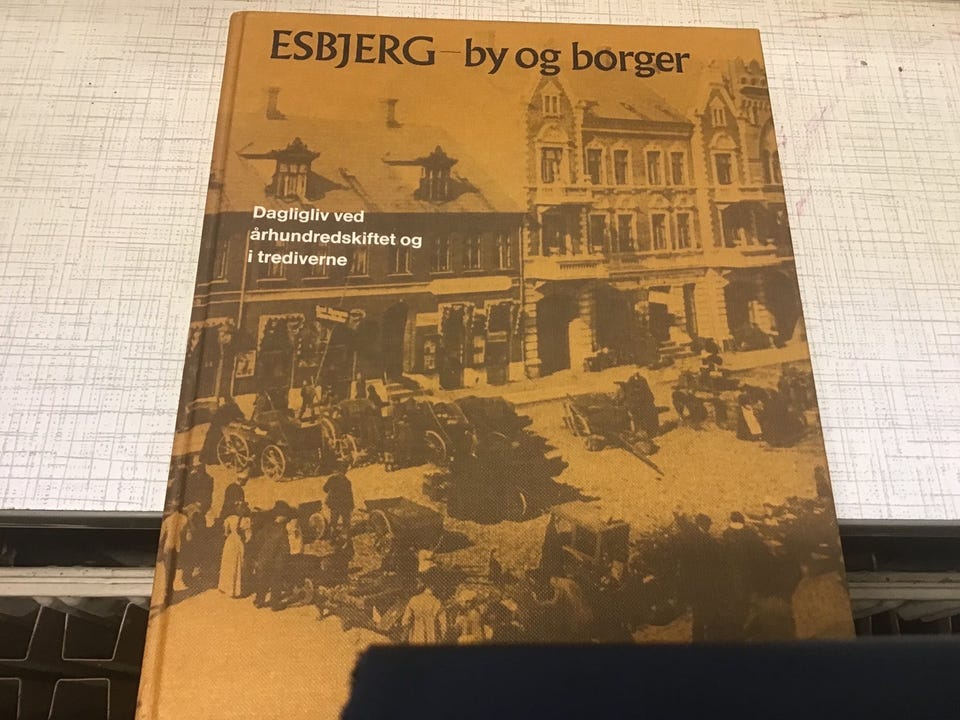 ESBJERG – by og borger
Dagligliv ved
århundredskiftet og
i trediverne